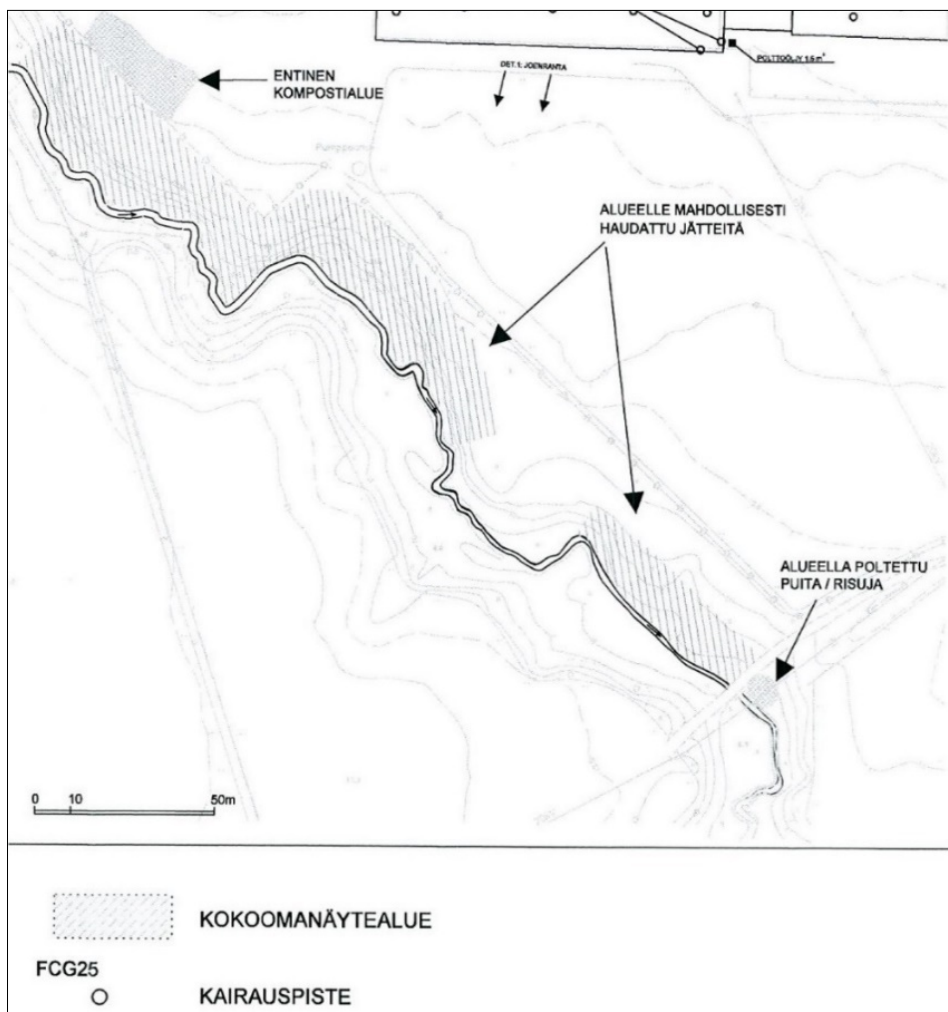 POLTTOÖLJY 1.5 m³
DET.1: JOENRANTA
ENTINEN
KOMPOSTIALUE
Pumppaamo
ALUEELLE MAHDOLLISESTI
HAUDATTU JÄTTEITÄ
ALUEELLA POLTETTU
PUITA / RISUJA
0 10 50m
KOKOOMANÄYTEALUE
FCG25
KAIRAUSPISTE